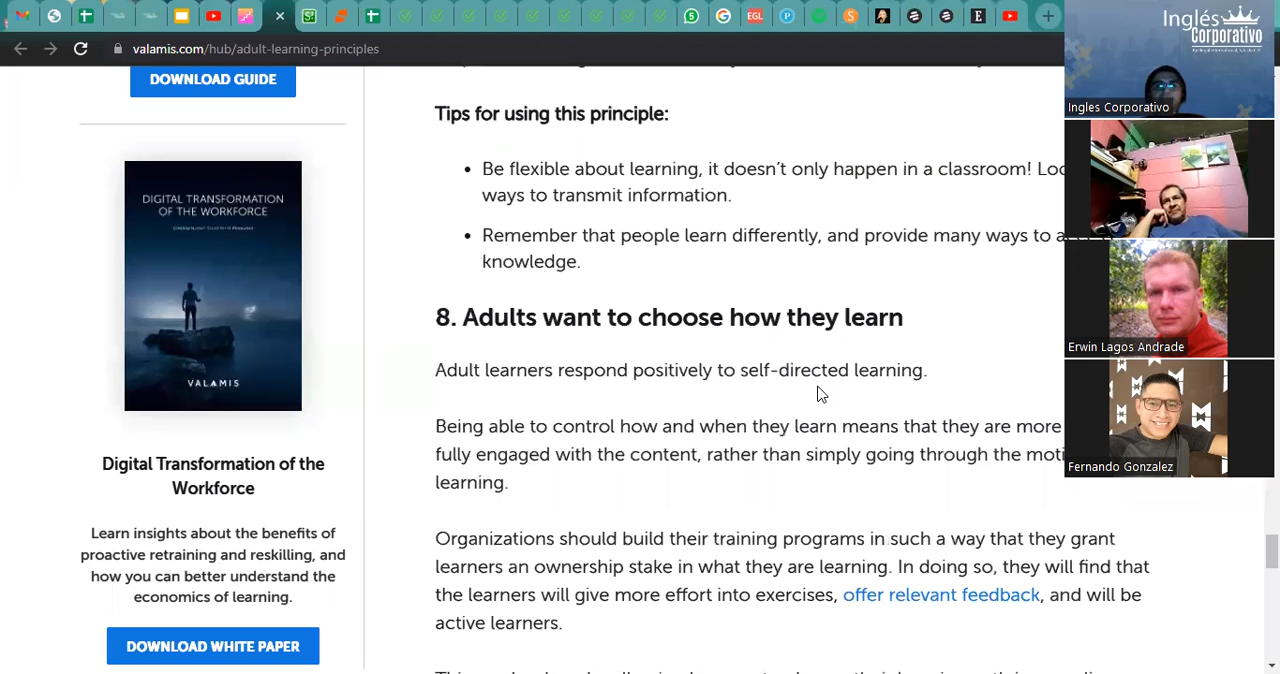 valamis.com/hub/adult-learning-principles
Inglés
Corporativo
DOWNLOAD GUIDE
Tips for using this principle:
• Be flexible about learning, it doesn't only happen in a classroom!
ways to transmit information.
• Remember that people learn differently, and provide many ways to
knowledge.
8. Adults want to choose how they learn
Adult learners respond positively to self-directed learning.
Being able to control how and when they learn means that they are more
fully engaged with the content, rather than simply going through the
learning.
Organizations should build their training programs in such a way that they grant
learners an ownership stake in what they are learning. In doing so, they will find that
the learners will give more effort into exercises, offer relevant feedback, and will be
active learners.
DIGITAL TRANSFORMATION
OF THE WORKFORCE
VALAMIS
Digital Transformation of the
Workforce
Learn insights about the benefits of
proactive retraining and reskilling, and
how you can better understand the
economics of learning.
DOWNLOAD WHITE PAPER
Ingles Corporativo
Erwin Lagos Andrade
Fernando Gonzalez
EGL